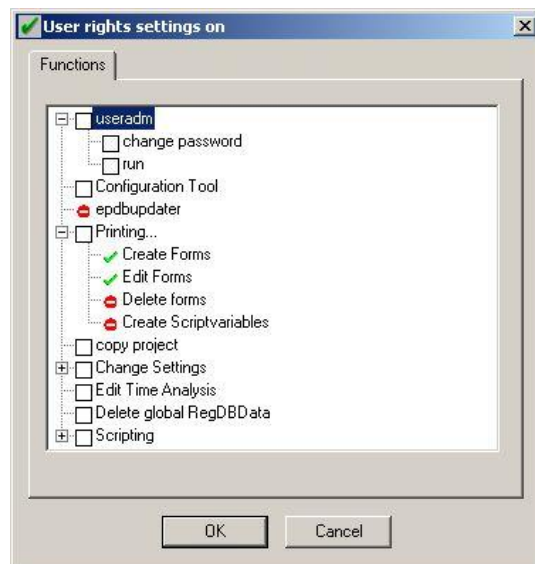 User rights settings on
Functions
useradm
change password
run
Configuration Tool
epdbupdater
Printing...
Create Forms
Edit Forms
Delete forms
Create Scriptvariables
copy project
Change Settings
Edit Time Analysis
Delete global RegDBData
Scripting
OK Cancel